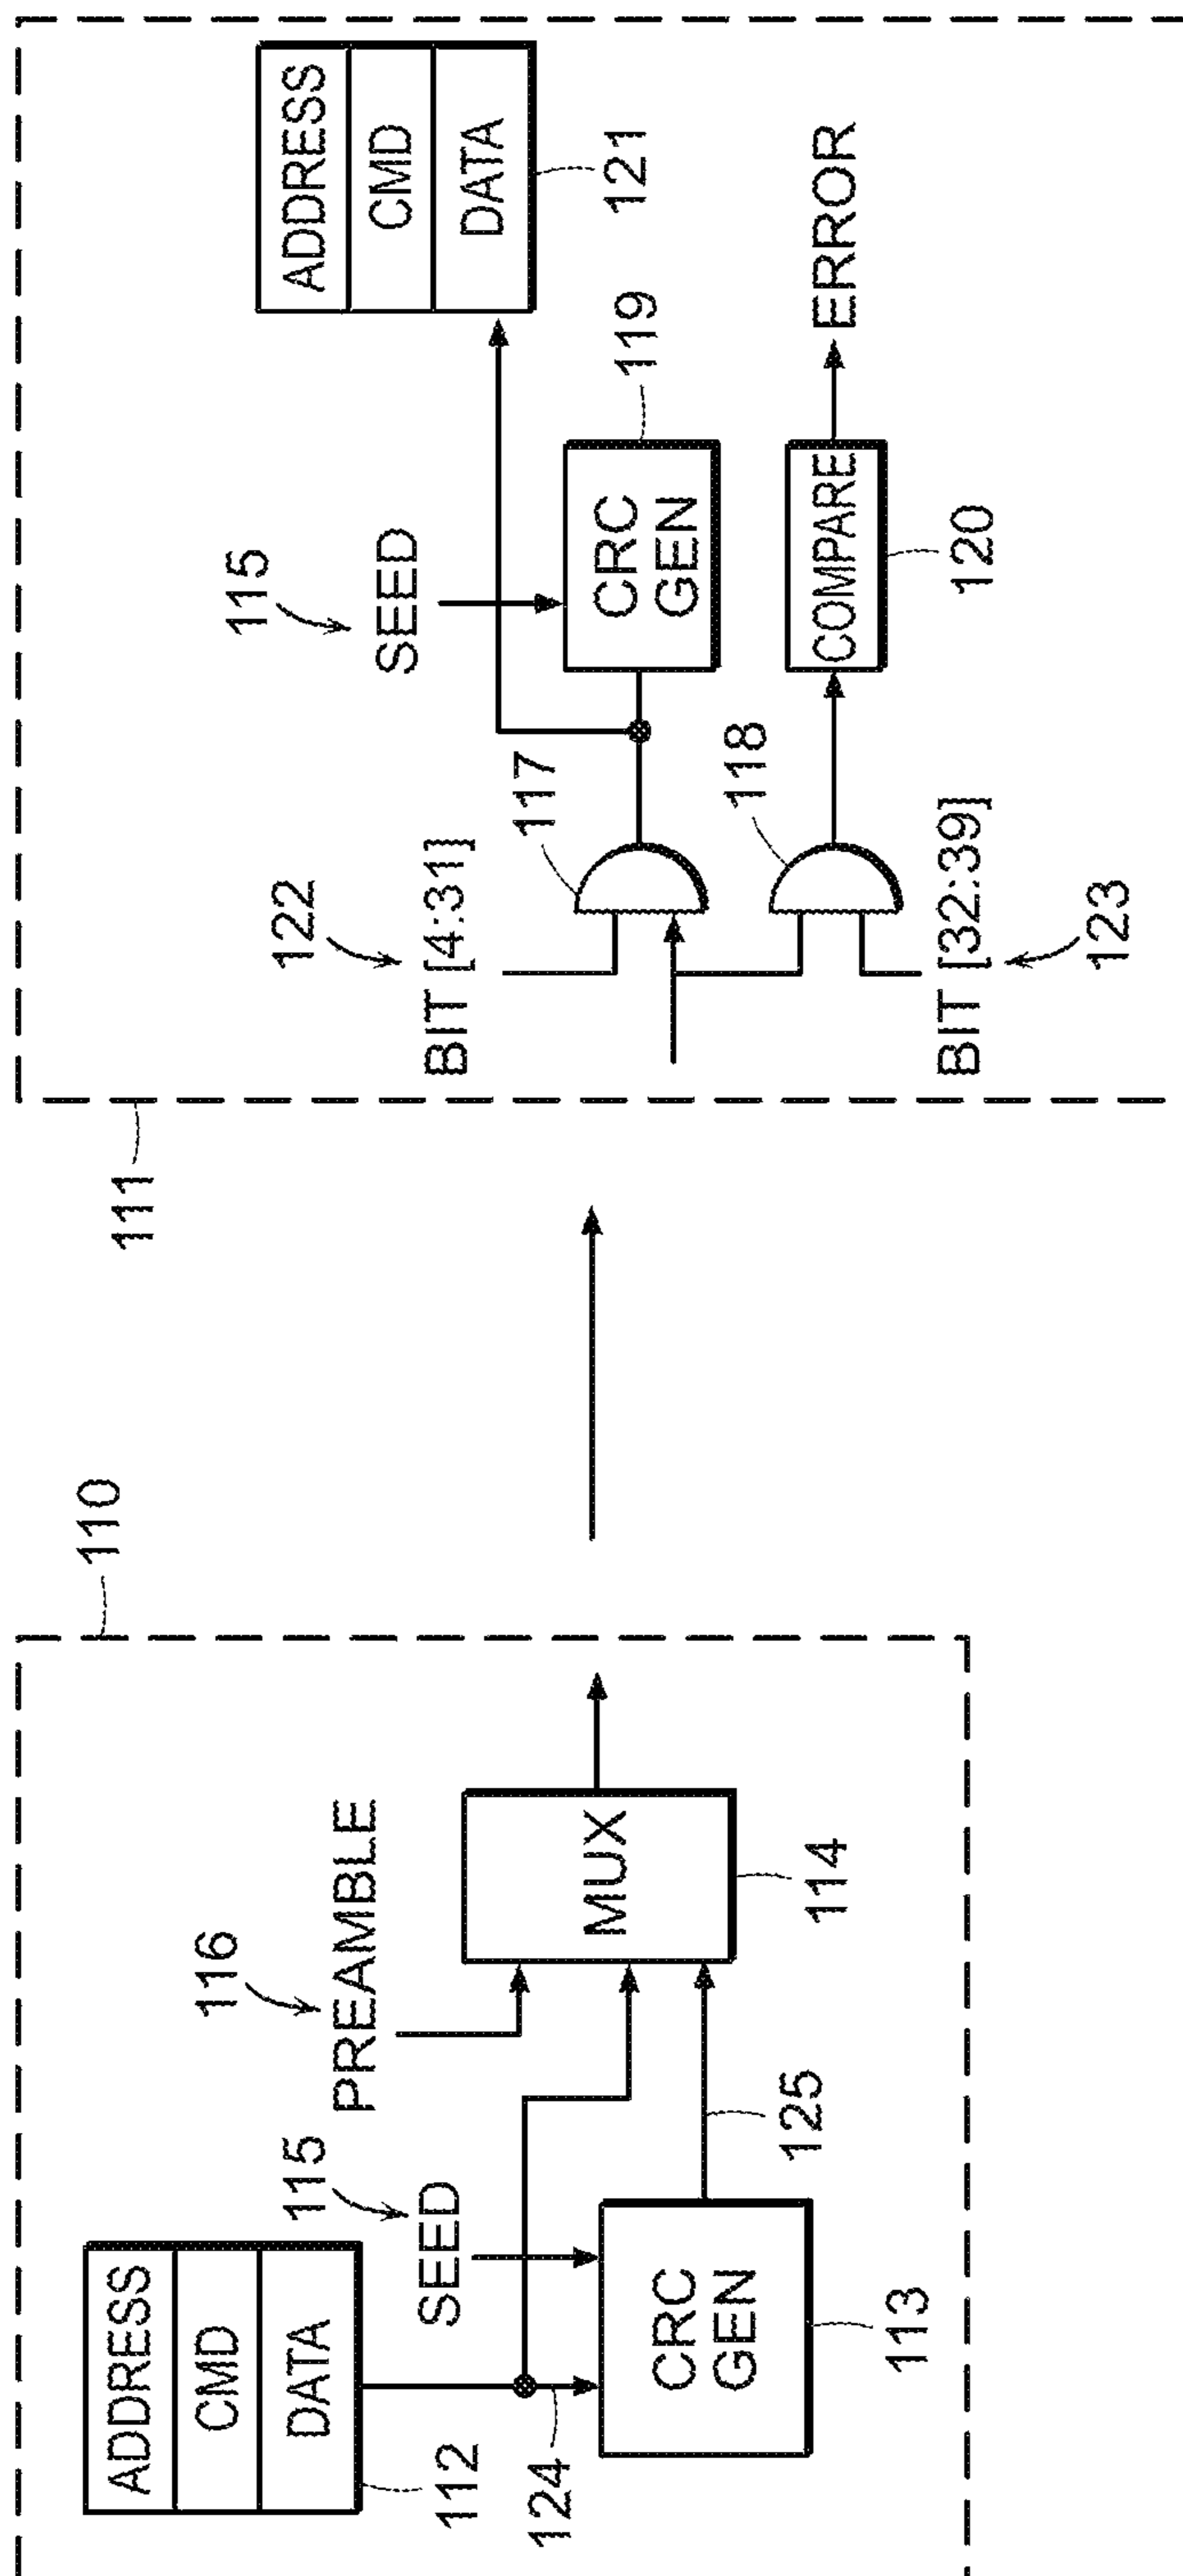 110
ADDRESS
CMD
DATA
112
124
115
SEED
116
PREAMBLE
CRC
GEN
113
125
MUX
114
111
122
BIT [4:31]
117
115
SEED
CRC
GEN
119
ADDRESS
CMD
DATA
121
118
BIT [32:39]
123
COMPARE
120
ERROR